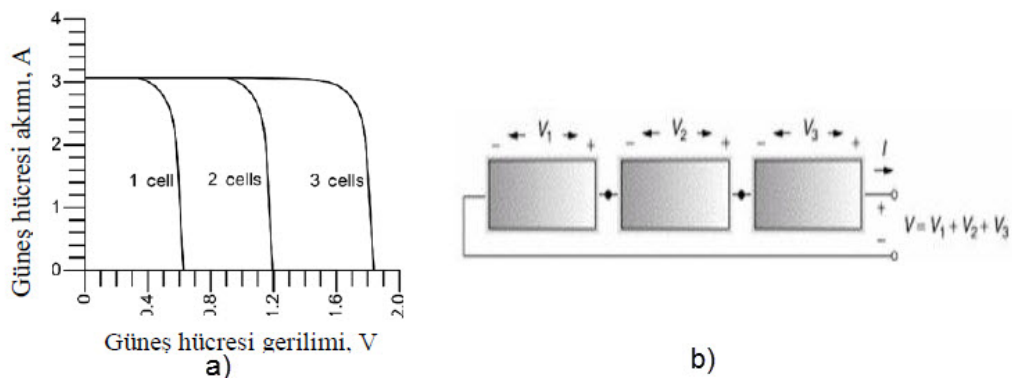 Güneş hücresi akımı, A
4
3
2
1
0
1 cell
2 cells
3 cells
0
0.4
0.8
1.2
1.6
2.0
Güneş hücresi gerilimi, V
a)
- V₁ +
- V₂ +
- V₃ +
I
+
V = V₁ + V₂ + V₃
-
b)